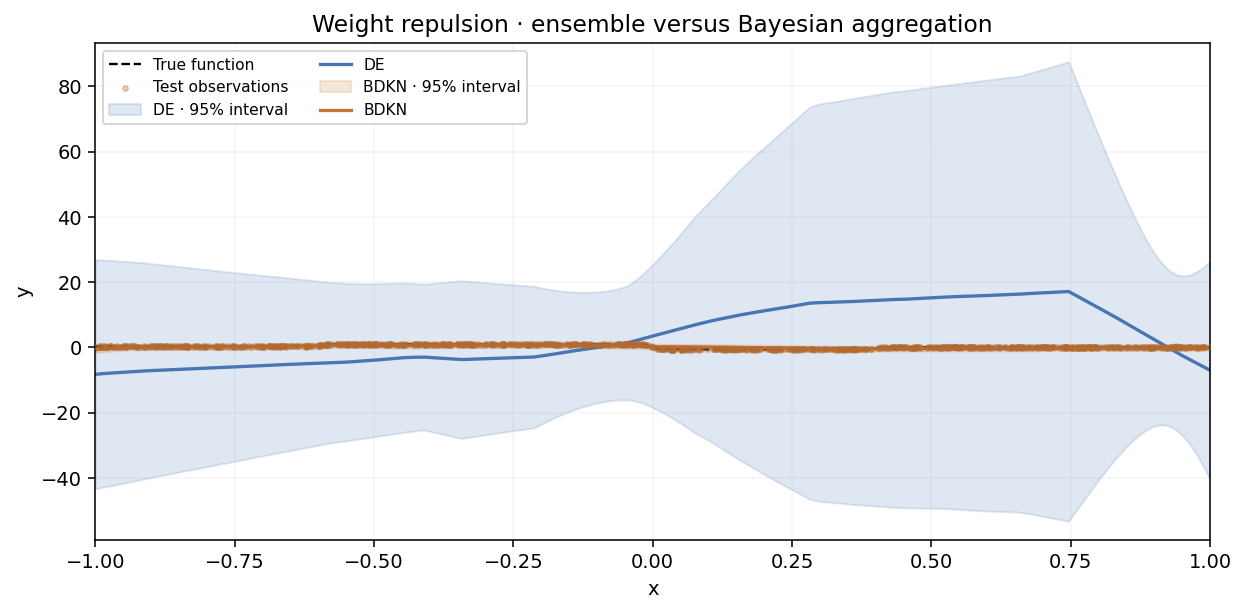 Weight repulsion · ensemble versus Bayesian aggregation
True function
Test observations
DE · 95% interval
DE
BDKN · 95% interval
BDKN
y
80
60
40
20
0
−20
−40
−1.00 −0.75 −0.50 −0.25 0.00 0.25 0.50 0.75 1.00
x